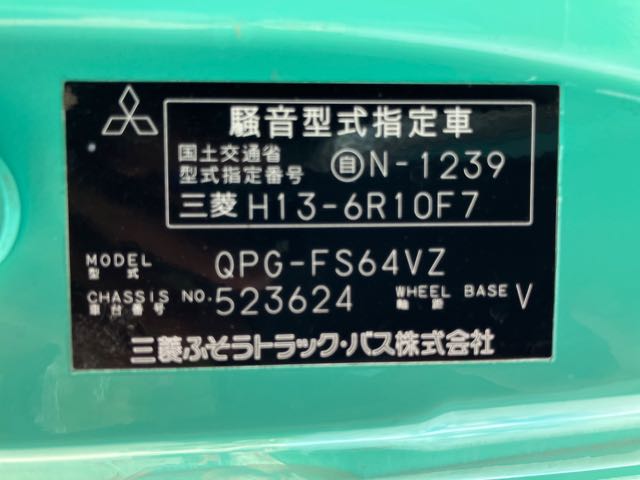 騒音型式指定車
国土交通省
型式指定番号 自N-1239
三菱 H13-6R10F7
MODEL QPG-FS64VZ
型式
CHASSIS NO. 523624 WHEEL BASE V
車台番号 軸距
三菱ふそうトラック・バス株式会社